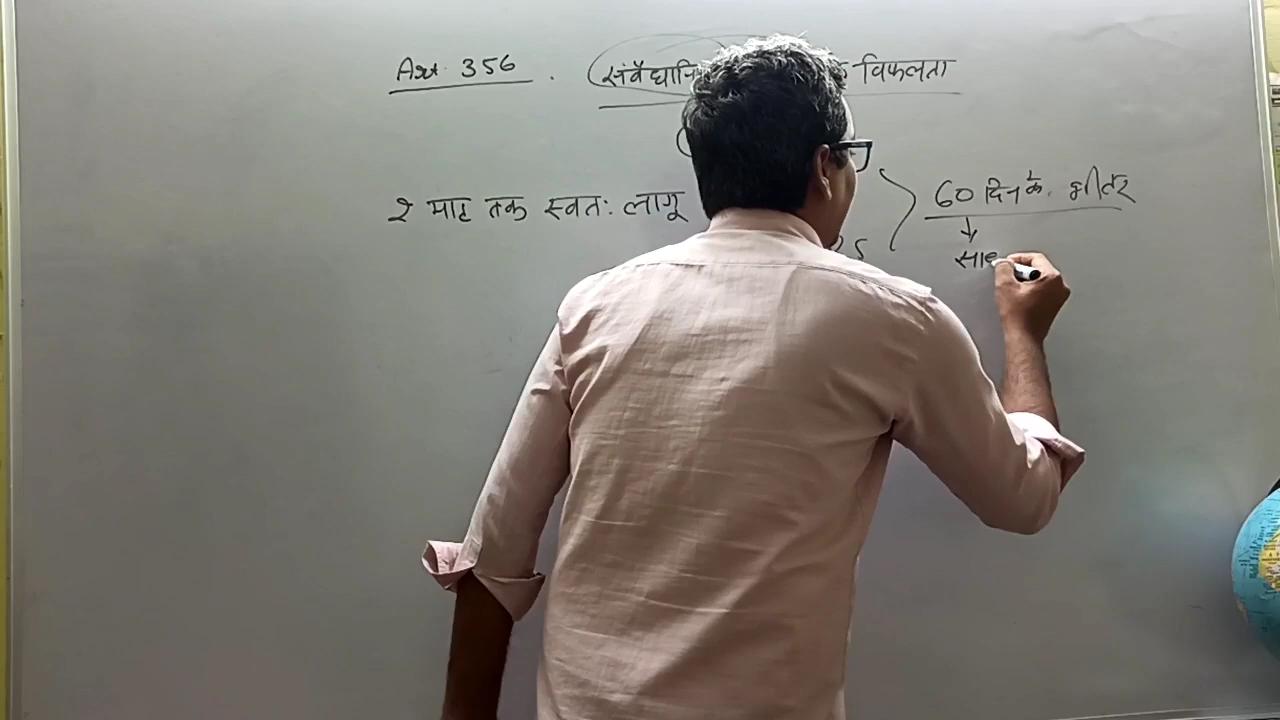 Art. 356. विफलता
2 माह तक स्वतः लागू
60 दिन के भीतर